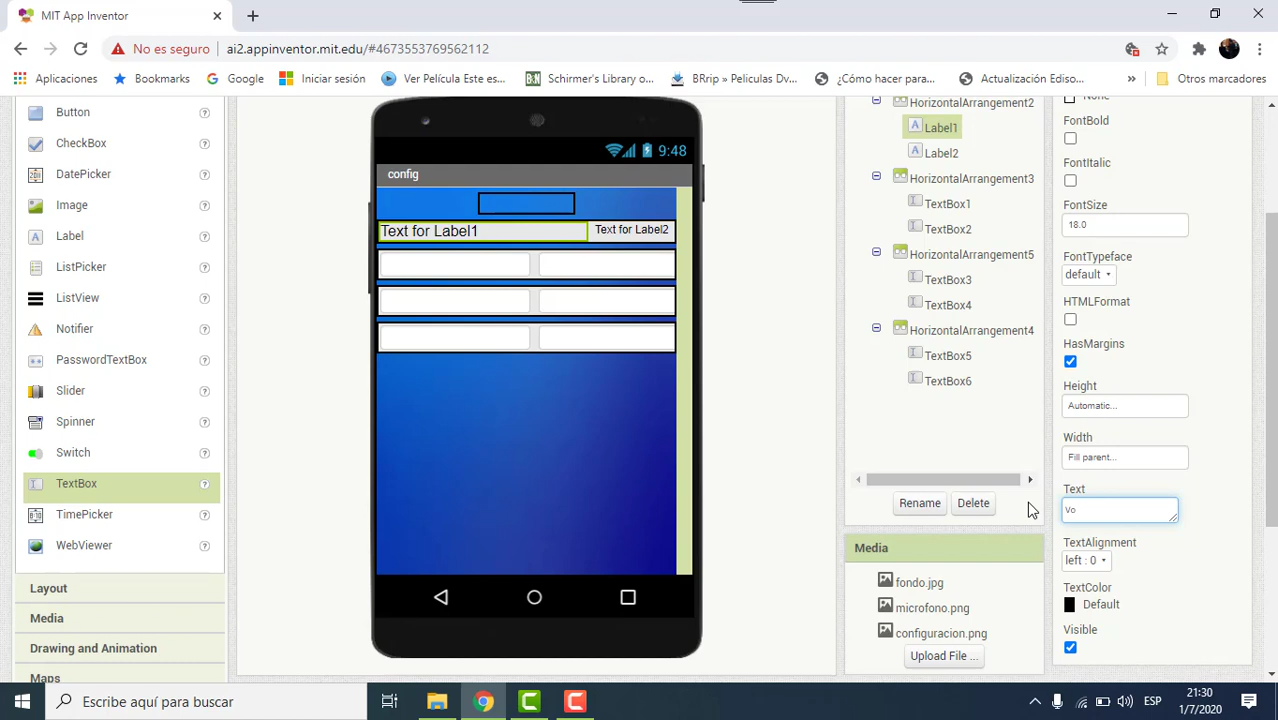 MIT App Inventor
No es seguro
ai2.appinventor.mit.edu/#4673553769562112
Aplicaciones
Bookmarks
Google
Iniciar sesión
Ver Película Este es...
Schirmer's Library o...
BRrip » Peliculas Dv...
¿Cómo hacer para...
Actualización Ediso...
»
Otros marcadores
Button
CheckBox
DatePicker
Image
Label
ListPicker
ListView
Notifier
PasswordTextBox
Slider
Spinner
Switch
TextBox
TimePicker
WebViewer
Layout
Media
Drawing and Animation
Maps
9:48
config
Text for Label1
Text for Label2
HorizontalArrangement2
Label1
Label2
HorizontalArrangement3
TextBox1
TextBox2
HorizontalArrangement5
TextBox3
TextBox4
HorizontalArrangement4
TextBox5
TextBox6
Rename
Delete
Media
fondo.jpg
microfono.png
configuracion.png
Upload File ...
None
FontBold
FontItalic
FontSize
18.0
FontTypeface
default
HTMLFormat
HasMargins
Height
Automatic...
Width
Fill parent...
Text
Vo
TextAlignment
left : 0
TextColor
Default
Visible
Escribe aquí para buscar
ESP
21:30
1/7/2020